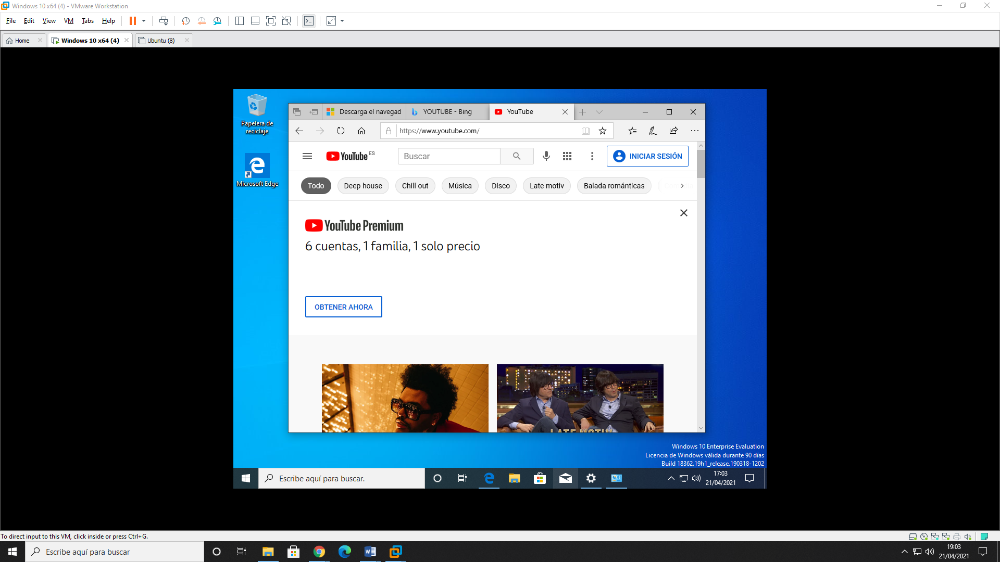 Windows 10 x64 (4) - VMware Workstation
File Edit View VM Tabs Help
Home Windows 10 x64 (4) Ubuntu (8)
Papelera de
reciclaje
Microsoft Edge
Descarga el navegad YOUTUBE - Bing YouTube
https://www.youtube.com/
YouTube ES Buscar INICIAR SESIÓN
Todo Deep house Chill out Música Disco Late motiv Balada románticas
YouTube Premium
6 cuentas, 1 familia, 1 solo precio
OBTENER AHORA
LATE MOTIV
Windows 10 Enterprise Evaluation
Licencia de Windows válida durante 90 días
Build 18362.19h1_release.190318-1202
Escribe aquí para buscar.
17:03
21/04/2021
To direct input to this VM, click inside or press Ctrl+G.
Escribe aquí para buscar
19:03
21/04/2021